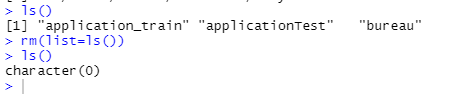 > ls()
[1] "application_train" "applicationTest"   "bureau"
> rm(list=ls())
> ls()
character(0)
>